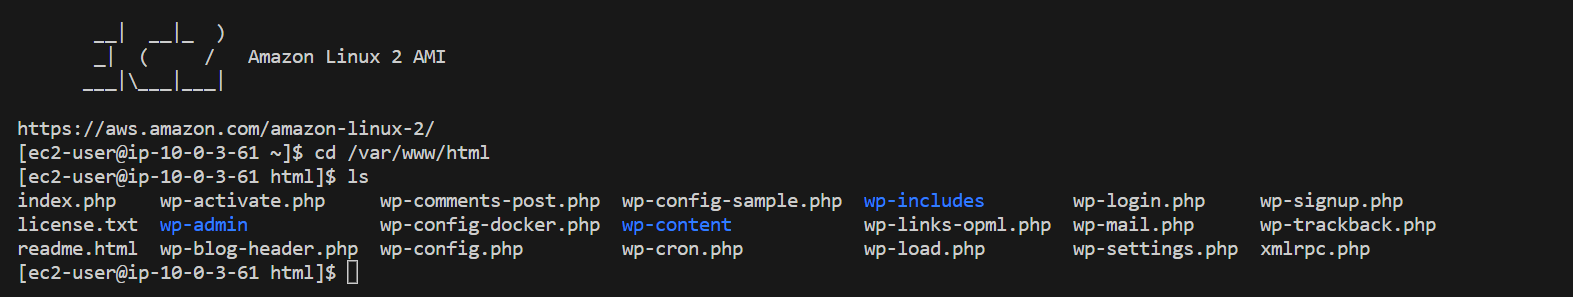 __|  __|_  )
_|  (     /   Amazon Linux 2 AMI
___|\___|___|
https://aws.amazon.com/amazon-linux-2/
[ec2-user@ip-10-0-3-61 ~]$ cd /var/www/html
[ec2-user@ip-10-0-3-61 html]$ ls
index.php    wp-activate.php     wp-comments-post.php  wp-config-sample.php  wp-includes        wp-login.php     wp-signup.php
license.txt  wp-admin            wp-config-docker.php  wp-content            wp-links-opml.php  wp-mail.php      wp-trackback.php
readme.html  wp-blog-header.php  wp-config.php         wp-cron.php           wp-load.php        wp-settings.php  xmlrpc.php
[ec2-user@ip-10-0-3-61 html]$